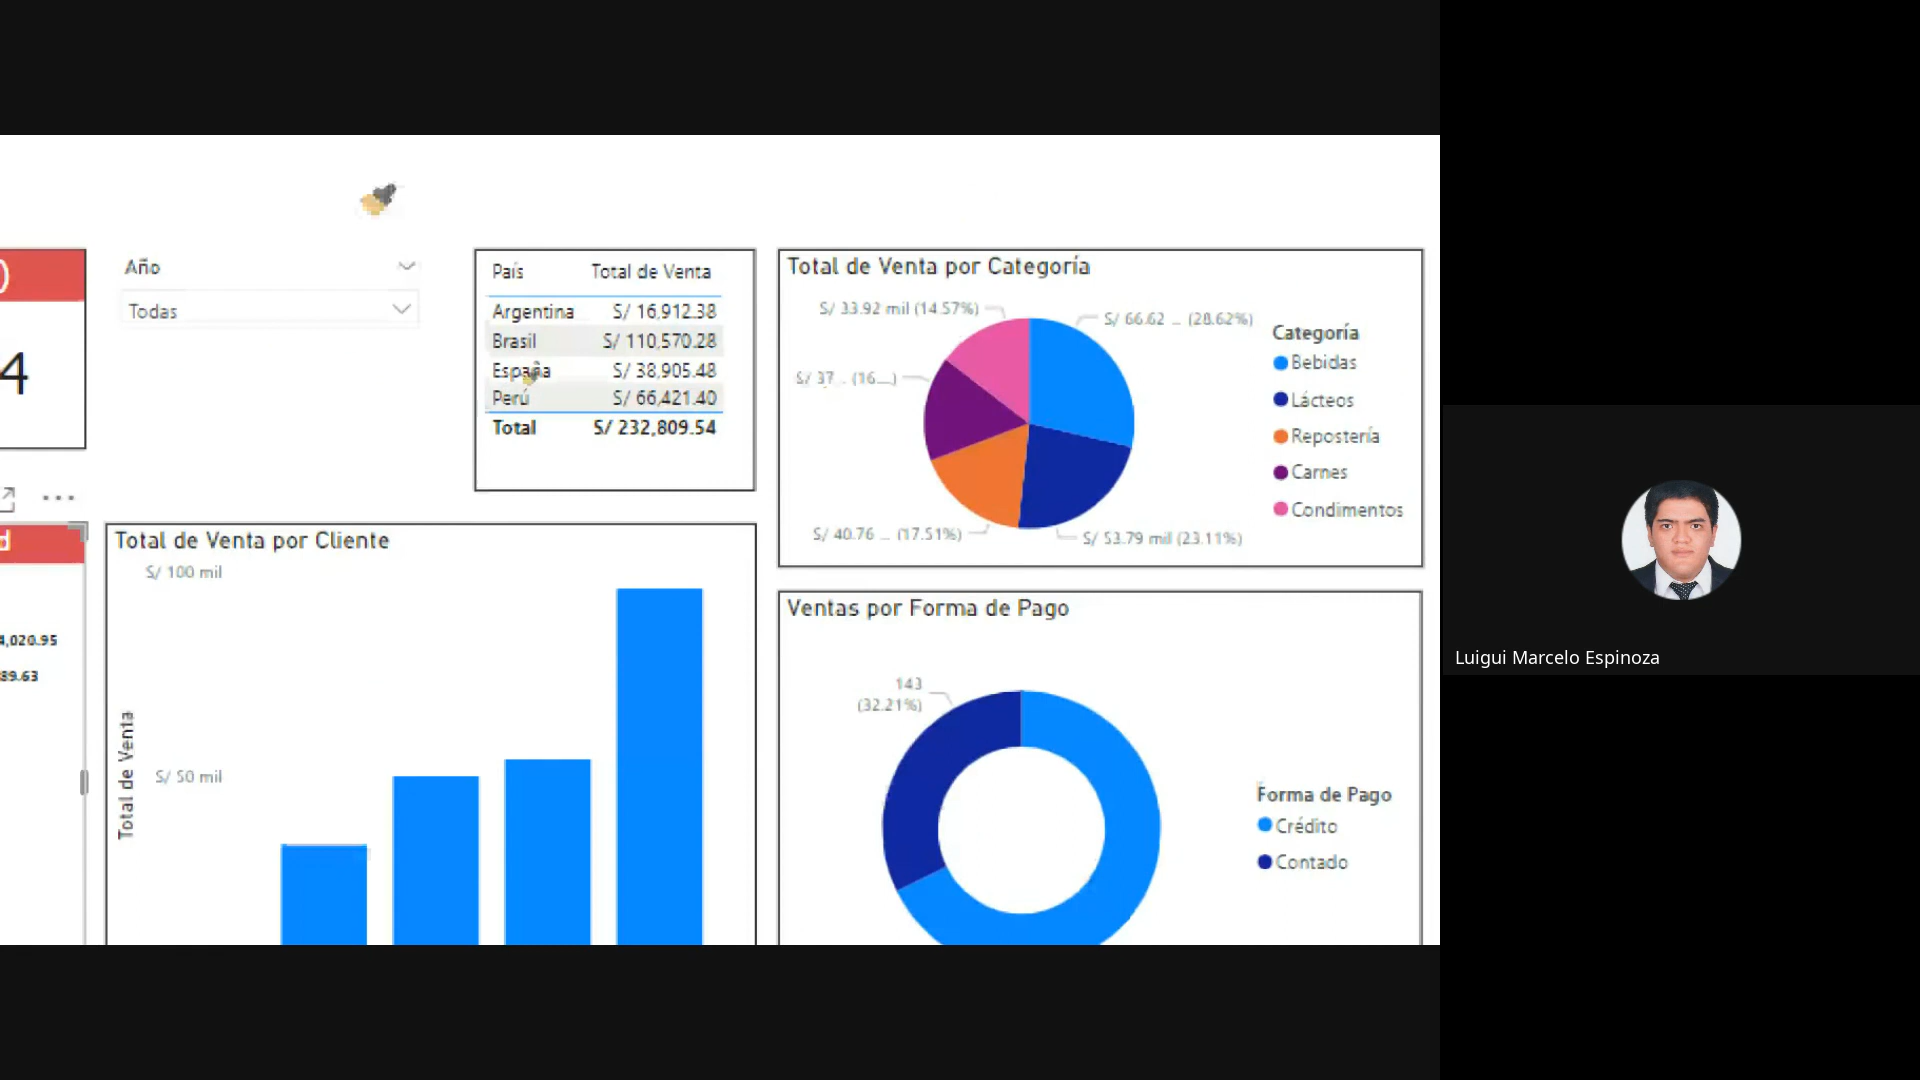 )
4
d
4,020.95
89.63
Año
Todas
País Total de Venta
Argentina S/ 16,912.38
Brasil S/ 110,570.28
España S/ 38,905.48
Perú S/ 66,421.40
Total S/ 232,809.54
Total de Venta por Categoría
S/ 33.92 mil (14.57%)
S/ 66.62 ... (28.62%)
S/ 37... (16....)
S/ 40.76 ... (17.51%)
S/ 53.79 mil (23.11%)
Categoría
Bebidas
Lácteos
Repostería
Carnes
Condimentos
Total de Venta por Cliente
S/ 100 mil
S/ 50 mil
Total de Venta
Ventas por Forma de Pago
143
(32.21%)
Forma de Pago
Crédito
Contado
Luigui Marcelo Espinoza